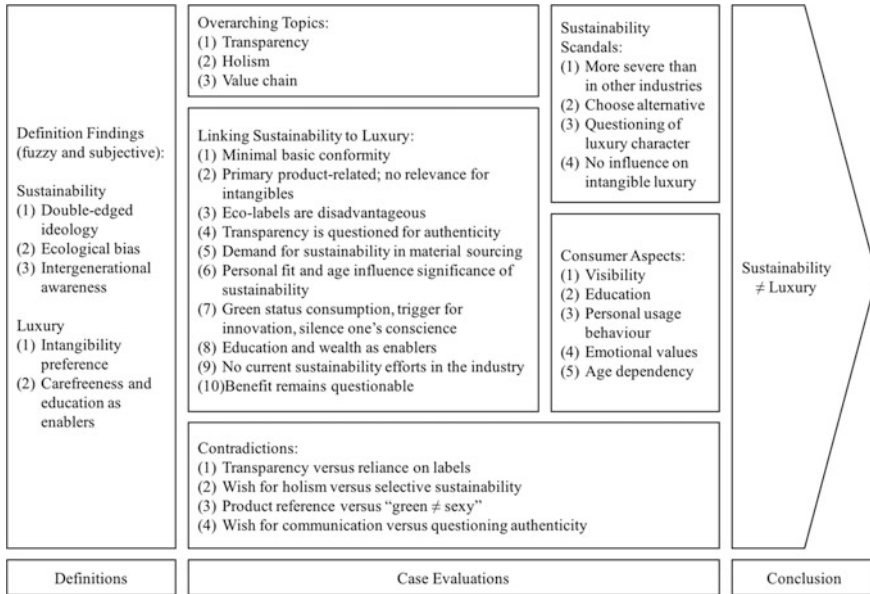 Definition Findings
(fuzzy and subjective):
Sustainability
(1) Double-edged
ideology
(2) Ecological bias
(3) Intergenerational
awareness
Luxury
(1) Intangibility
preference
(2) Carefreeness and
education as
enablers
Overarching Topics:
(1) Transparency
(2) Holism
(3) Value chain
Linking Sustainability to Luxury:
(1) Minimal basic conformity
(2) Primary product-related; no relevance for
intangibles
(3) Eco-labels are disadvantageous
(4) Transparency is questioned for authenticity
(5) Demand for sustainability in material sourcing
(6) Personal fit and age influence significance of
sustainability
(7) Green status consumption, trigger for
innovation, silence one’s conscience
(8) Education and wealth as enablers
(9) No current sustainability efforts in the industry
(10)Benefit remains questionable
Sustainability
Scandals:
(1) More severe than
in other industries
(2) Choose alternative
(3) Questioning of
luxury character
(4) No influence on
intangible luxury
Consumer Aspects:
(1) Visibility
(2) Education
(3) Personal usage
behaviour
(4) Emotional values
(5) Age dependency
Contradictions:
(1) Transparency versus reliance on labels
(2) Wish for holism versus selective sustainability
(3) Product reference versus “green ≠ sexy”
(4) Wish for communication versus questioning authenticity
Sustainability
≠ Luxury
Definitions
Case Evaluations
Conclusion